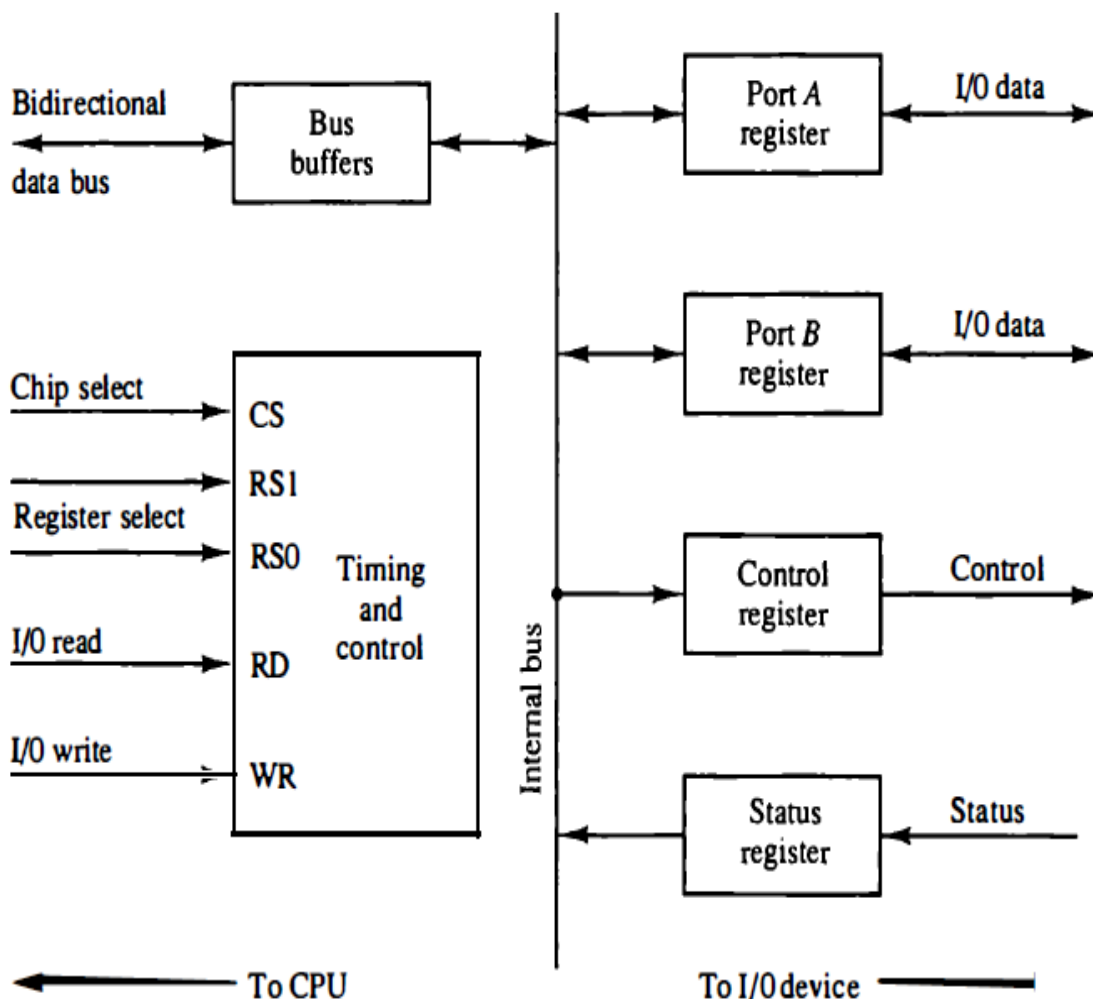 Bidirectional
data bus
Bus
buffers
Port A
register
I/O data
Port B
register
I/O data
Chip select
CS
RS1
Register select
RS0
Timing
and
control
I/O read
RD
I/O write
WR
Internal bus
Control
register
Control
Status
register
Status
To CPU
To I/O device